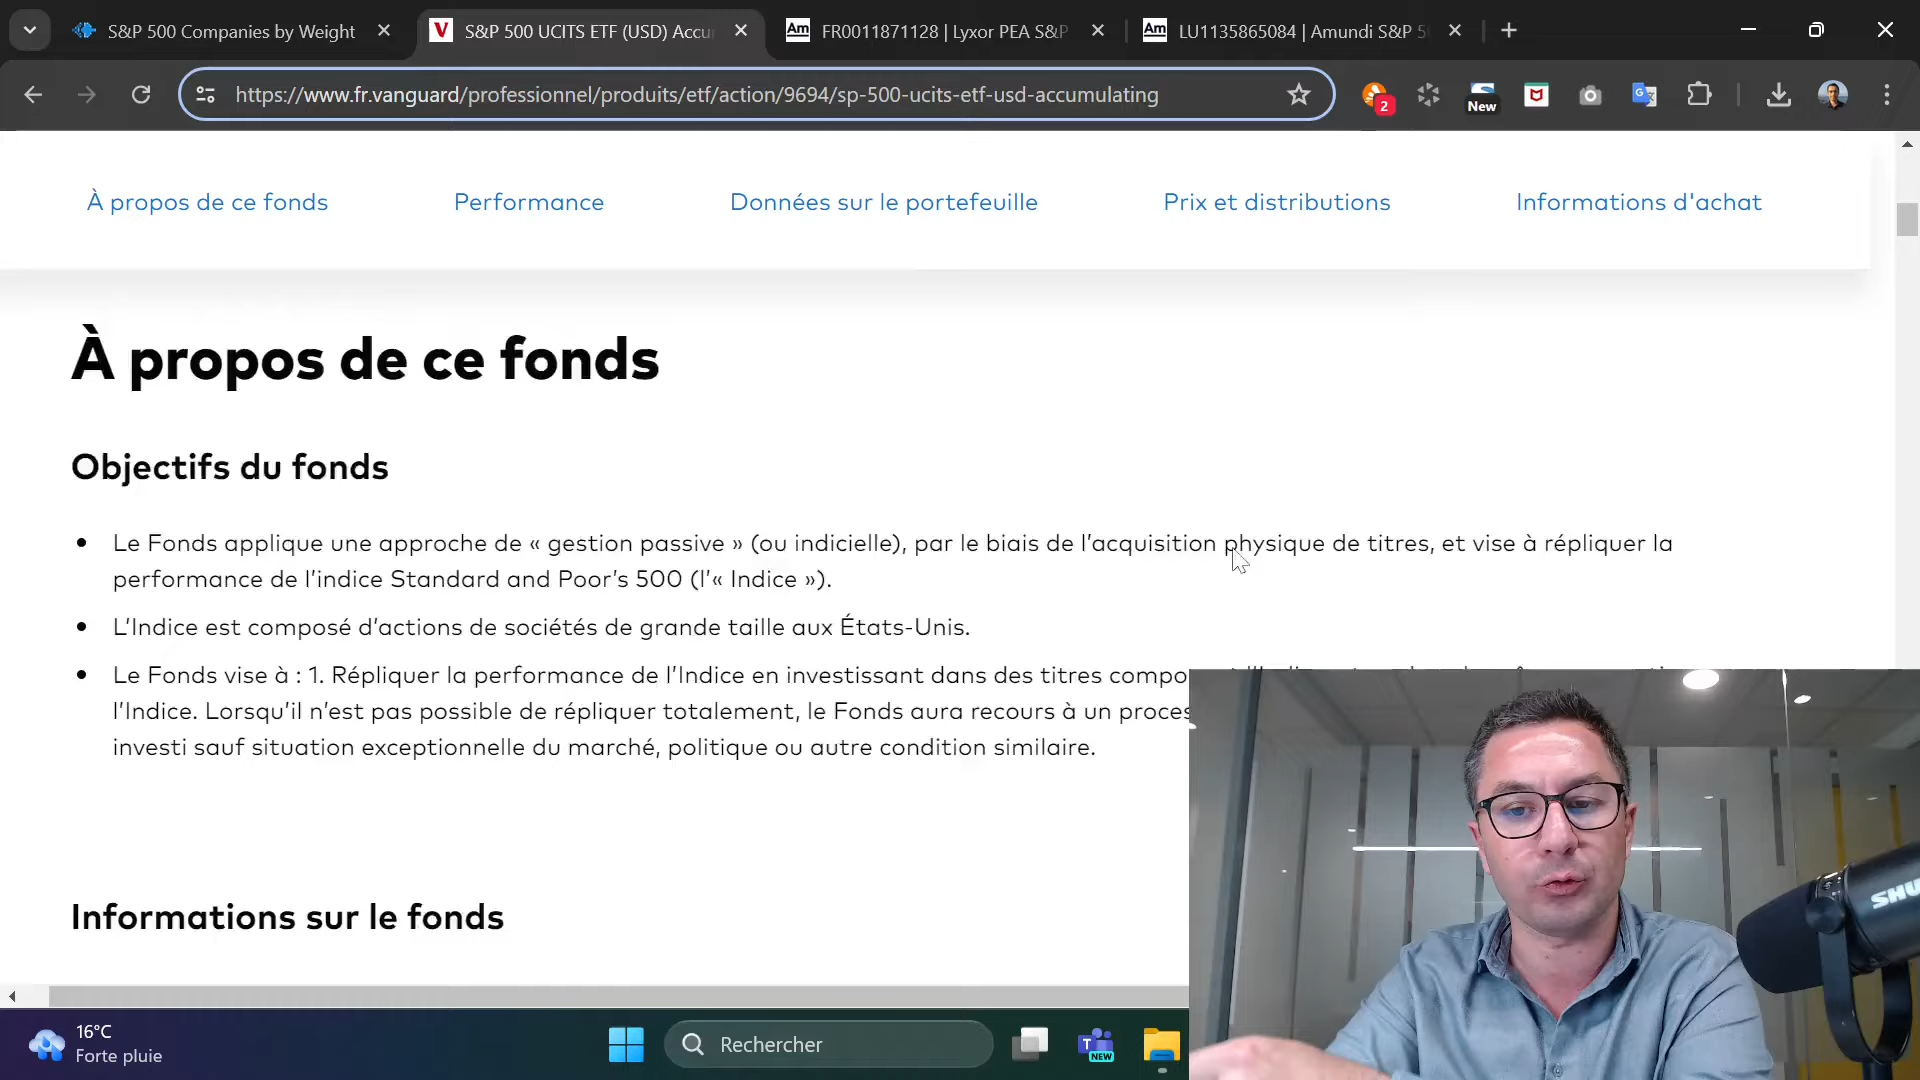 S&P 500 Companies by Weight
S&P 500 UCITS ETF (USD) Accu
Am FR0011871128 | Lyxor PEA S&P
Am LU1135865084 | Amundi S&P 5
https://www.fr.vanguard/professionnel/produits/etf/action/9694/sp-500-ucits-etf-usd-accumulating
2
New
À propos de ce fonds
Performance
Données sur le portefeuille
Prix et distributions
Informations d'achat
À propos de ce fonds
Objectifs du fonds
• Le Fonds applique une approche de « gestion passive » (ou indicielle), par le biais de l’acquisition physique de titres, et vise à répliquer la
performance de l’indice Standard and Poor’s 500 (l’« Indice »).
• L’Indice est composé d’actions de sociétés de grande taille aux États-Unis.
• Le Fonds vise à : 1. Répliquer la performance de l’Indice en investissant dans des titres compo
l’Indice. Lorsqu’il n’est pas possible de répliquer totalement, le Fonds aura recours à un proces
investi sauf situation exceptionnelle du marché, politique ou autre condition similaire.
Informations sur le fonds
SHU
16°C
Forte pluie
Rechercher
T
NEW